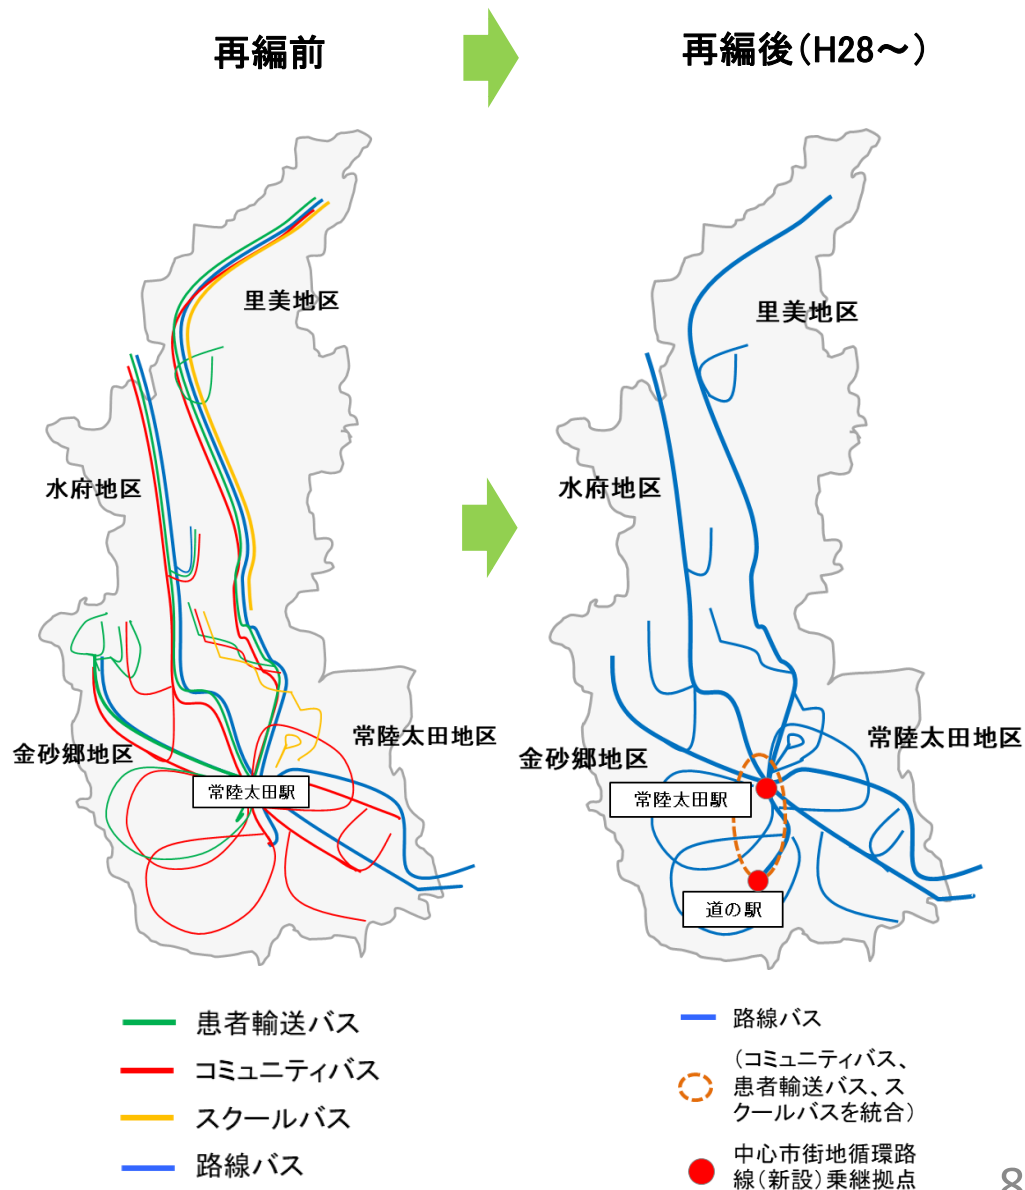 再編前
再編後（H28～）
里美地区
水府地区
金砂郷地区
常陸太田地区
常陸太田駅
里美地区
水府地区
金砂郷地区
常陸太田地区
常陸太田駅
道の駅
患者輸送バス
コミュニティバス
スクールバス
路線バス
路線バス
（コミュニティバス、
患者輸送バス、ス
クールバスを統合）
中心市街地循環路
線（新設）乗継拠点
8